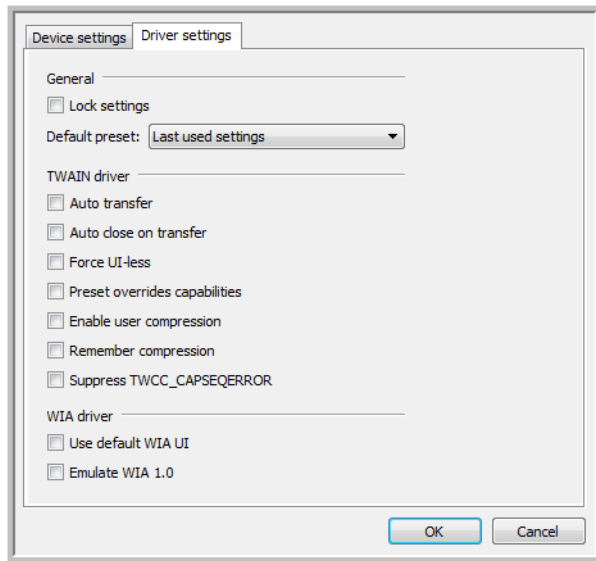 Device settings Driver settings
General
Lock settings
Default preset: Last used settings
TWAIN driver
Auto transfer
Auto close on transfer
Force UI-less
Preset overrides capabilities
Enable user compression
Remember compression
Suppress TWCC_CAPSEQERROR
WIA driver
Use default WIA UI
Emulate WIA 1.0
OK Cancel